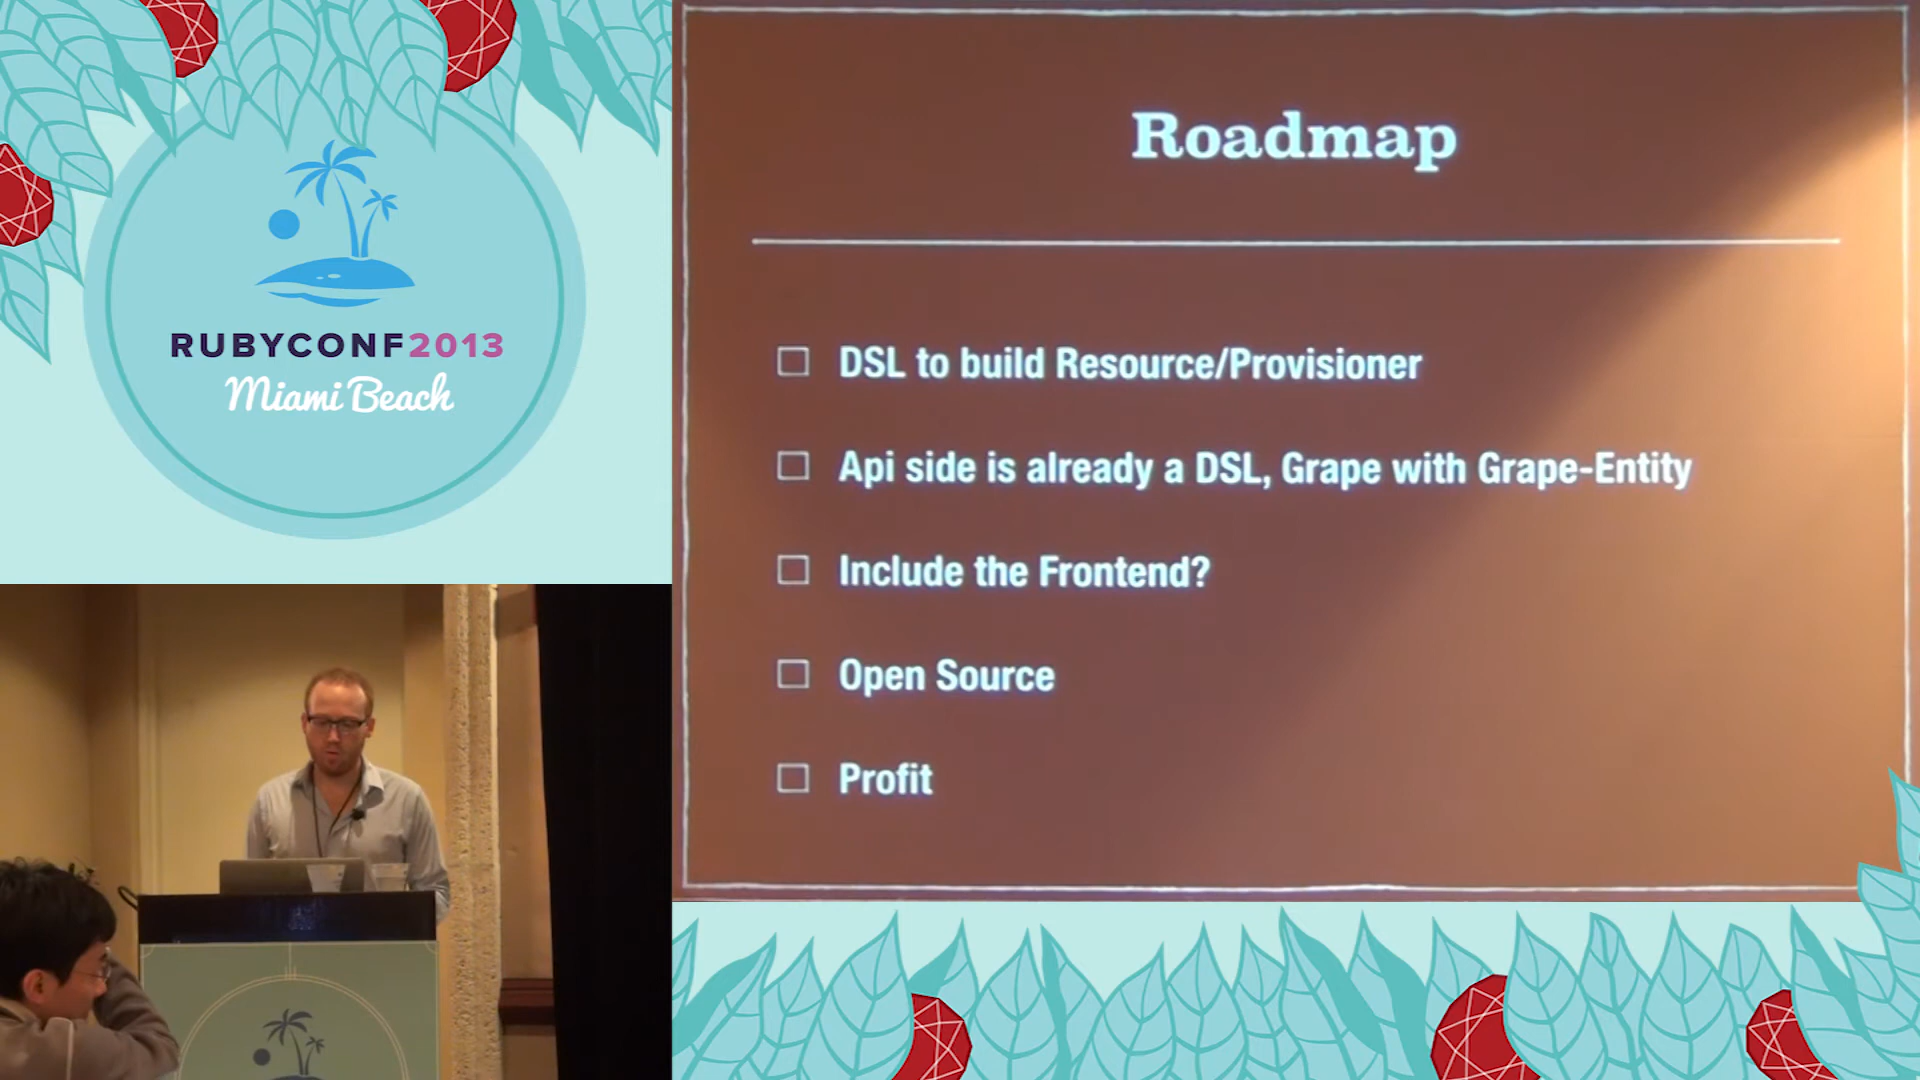 RUBYCONF2013
Miami Beach
Roadmap
DSL to build Resource/Provisioner
Api side is already a DSL, Grape with Grape-Entity
Include the Frontend?
Open Source
Profit